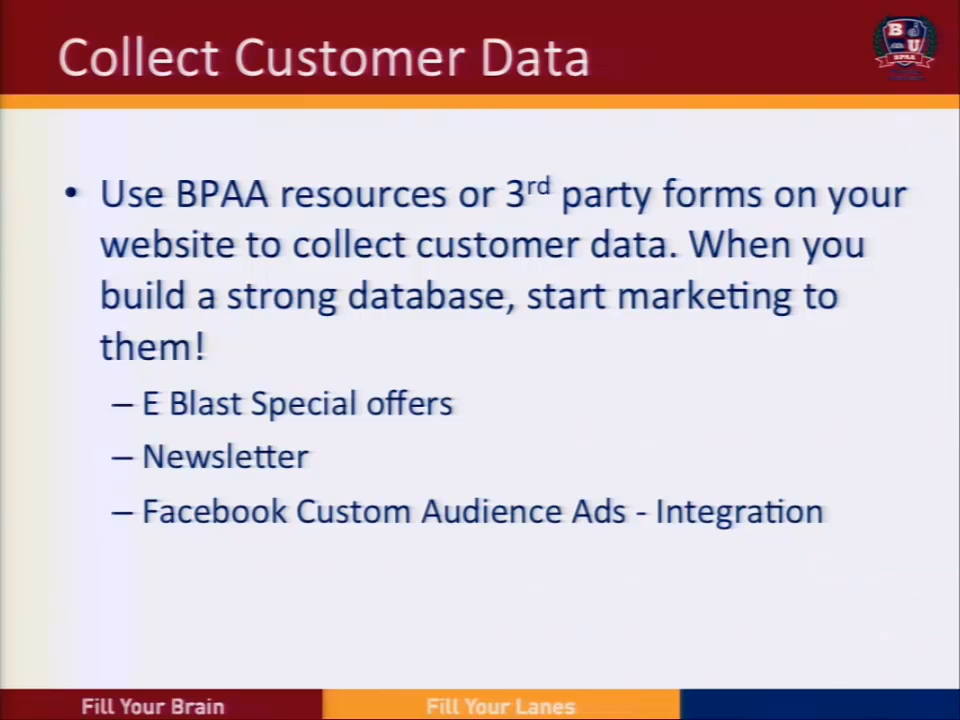 Collect Customer Data
B U
BPAA
• Use BPAA resources or 3rd party forms on your
website to collect customer data. When you
build a strong database, start marketing to
them!
– E Blast Special offers
– Newsletter
– Facebook Custom Audience Ads - Integration
Fill Your Brain
Fill Your Lanes